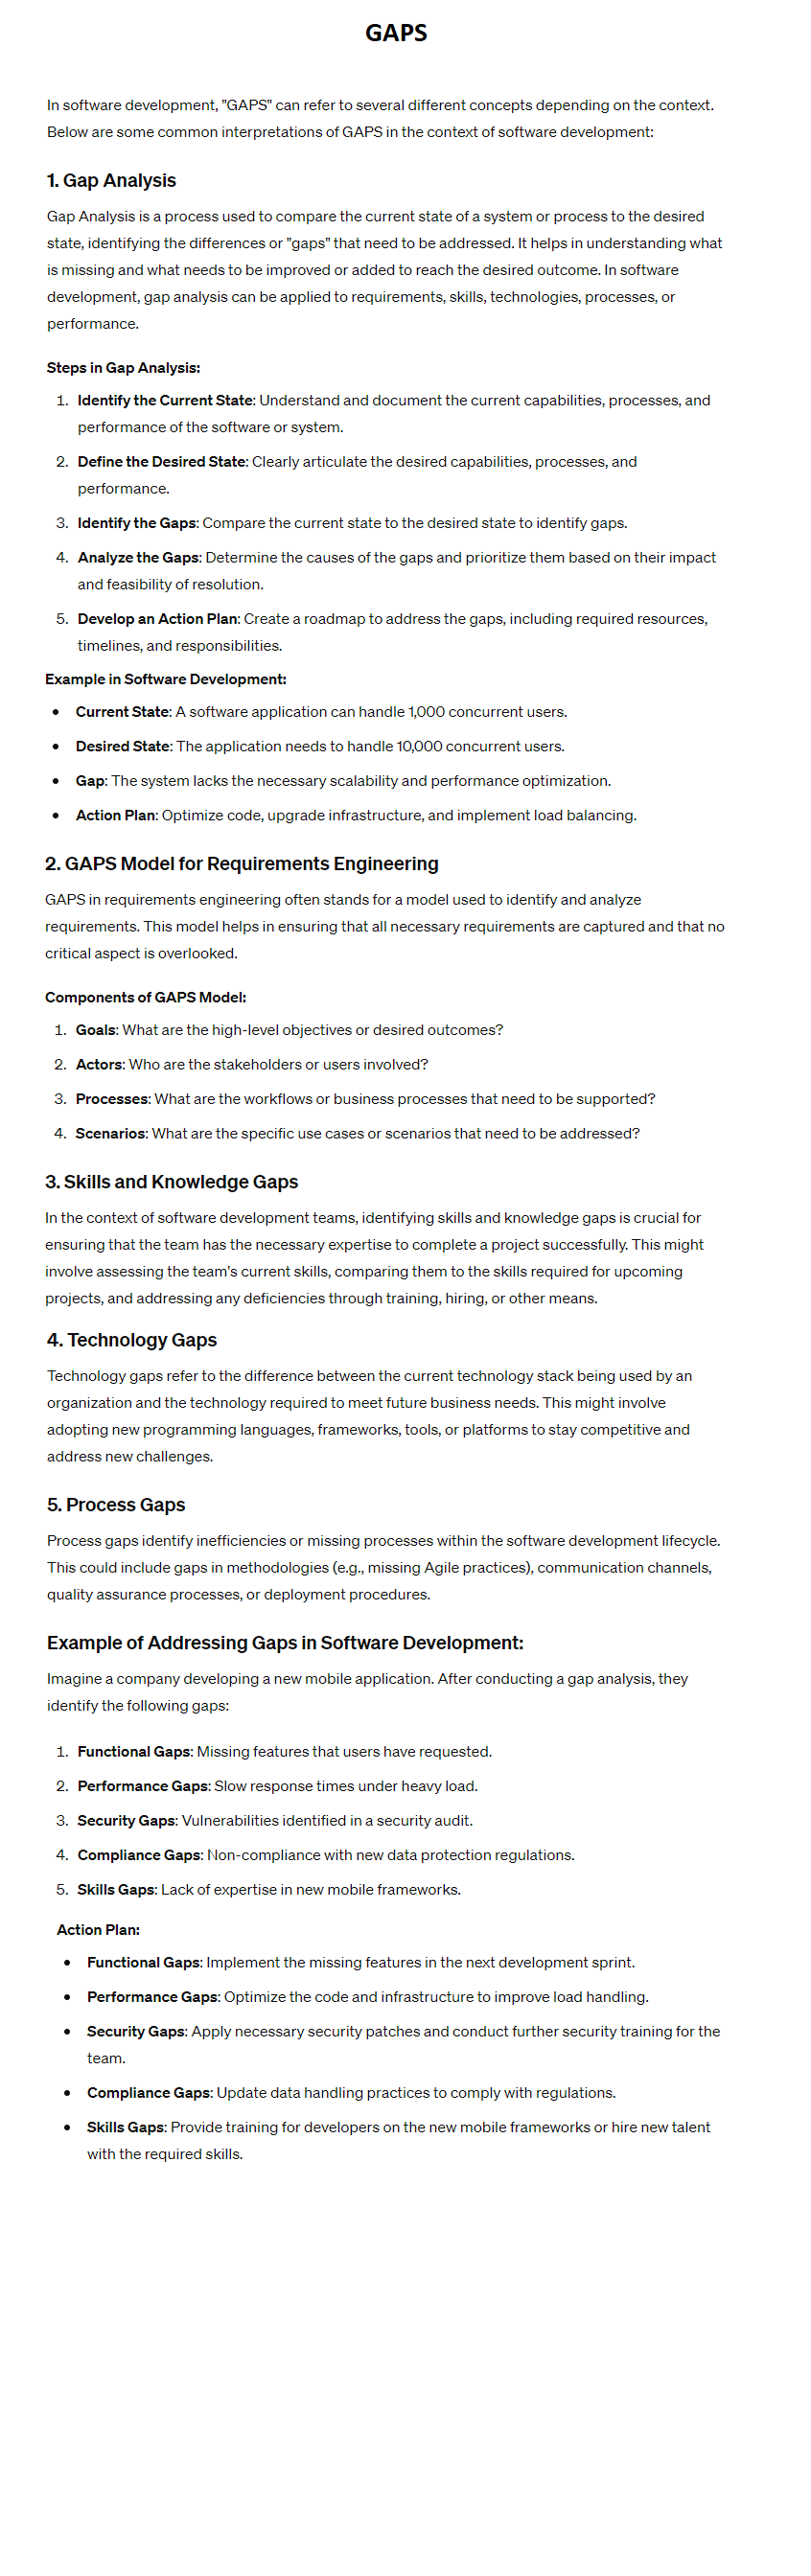 GAPS
In software development, "GAPS" can refer to several different concepts depending on the context.
Below are some common interpretations of GAPS in the context of software development:
1. Gap Analysis
Gap Analysis is a process used to compare the current state of a system or process to the desired
state, identifying the differences or "gaps" that need to be addressed. It helps in understanding what
is missing and what needs to be improved or added to reach the desired outcome. In software
development, gap analysis can be applied to requirements, skills, technologies, processes, or
performance.
Steps in Gap Analysis:
1. Identify the Current State: Understand and document the current capabilities, processes, and
performance of the software or system.
2. Define the Desired State: Clearly articulate the desired capabilities, processes, and
performance.
3. Identify the Gaps: Compare the current state to the desired state to identify gaps.
4. Analyze the Gaps: Determine the causes of the gaps and prioritize them based on their impact
and feasibility of resolution.
5. Develop an Action Plan: Create a roadmap to address the gaps, including required resources,
timelines, and responsibilities.
Example in Software Development:
• Current State: A software application can handle 1,000 concurrent users.
• Desired State: The application needs to handle 10,000 concurrent users.
• Gap: The system lacks the necessary scalability and performance optimization.
• Action Plan: Optimize code, upgrade infrastructure, and implement load balancing.
2. GAPS Model for Requirements Engineering
GAPS in requirements engineering often stands for a model used to identify and analyze
requirements. This model helps in ensuring that all necessary requirements are captured and that no
critical aspect is overlooked.
Components of GAPS Model:
1. Goals: What are the high-level objectives or desired outcomes?
2. Actors: Who are the stakeholders or users involved?
3. Processes: What are the workflows or business processes that need to be supported?
4. Scenarios: What are the specific use cases or scenarios that need to be addressed?
3. Skills and Knowledge Gaps
In the context of software development teams, identifying skills and knowledge gaps is crucial for
ensuring that the team has the necessary expertise to complete a project successfully. This might
involve assessing the team's current skills, comparing them to the skills required for upcoming
projects, and addressing any deficiencies through training, hiring, or other means.
4. Technology Gaps
Technology gaps refer to the difference between the current technology stack being used by an
organization and the technology required to meet future business needs. This might involve
adopting new programming languages, frameworks, tools, or platforms to stay competitive and
address new challenges.
5. Process Gaps
Process gaps identify inefficiencies or missing processes within the software development lifecycle.
This could include gaps in methodologies (e.g., missing Agile practices), communication channels,
quality assurance processes, or deployment procedures.
Example of Addressing Gaps in Software Development:
Imagine a company developing a new mobile application. After conducting a gap analysis, they
identify the following gaps:
1. Functional Gaps: Missing features that users have requested.
2. Performance Gaps: Slow response times under heavy load.
3. Security Gaps: Vulnerabilities identified in a security audit.
4. Compliance Gaps: Non-compliance with new data protection regulations.
5. Skills Gaps: Lack of expertise in new mobile frameworks.
Action Plan:
• Functional Gaps: Implement the missing features in the next development sprint.
• Performance Gaps: Optimize the code and infrastructure to improve load handling.
• Security Gaps: Apply necessary security patches and conduct further security training for the
team.
• Compliance Gaps: Update data handling practices to comply with regulations.
• Skills Gaps: Provide training for developers on the new mobile frameworks or hire new talent
with the required skills.